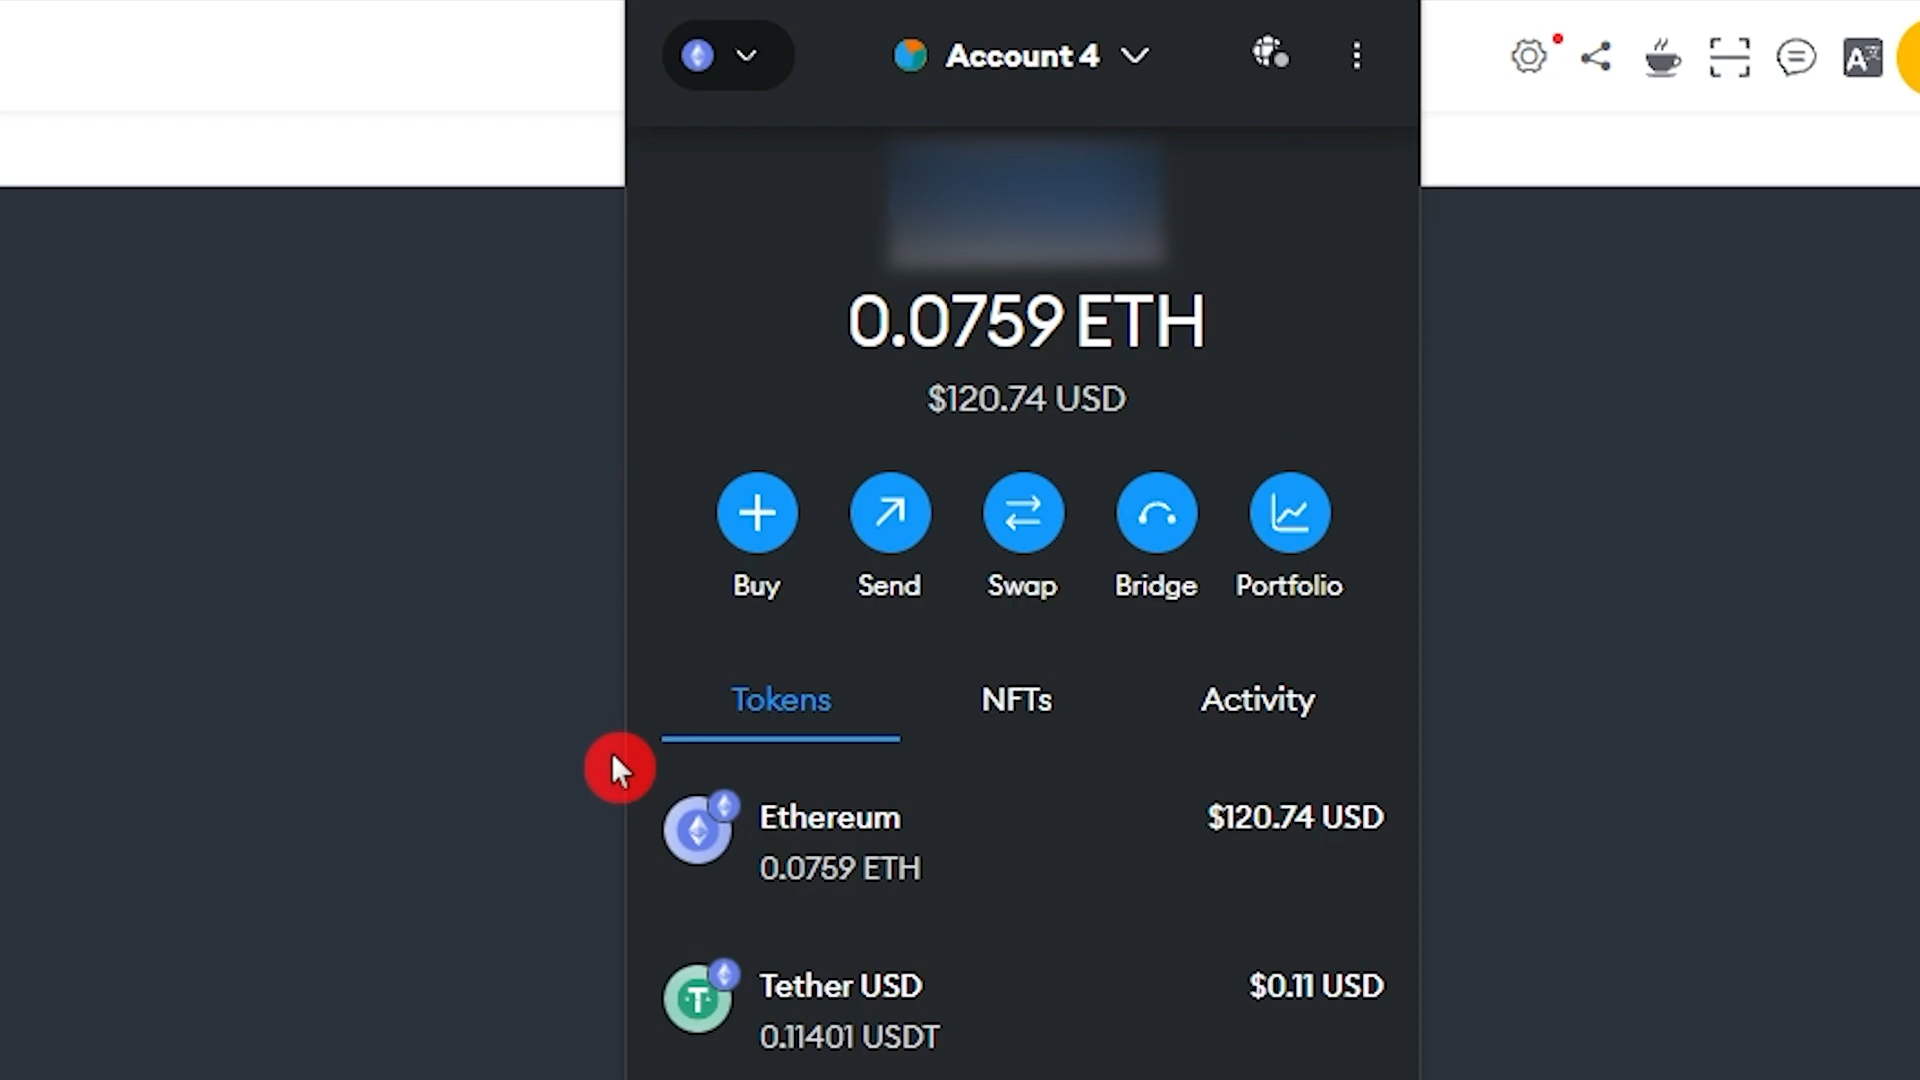 Account 4
0.0759 ETH
$120.74 USD
Buy Send Swap Bridge Portfolio
Tokens NFTs Activity
Ethereum $120.74 USD
0.0759 ETH
Tether USD $0.11 USD
0.11401 USDT